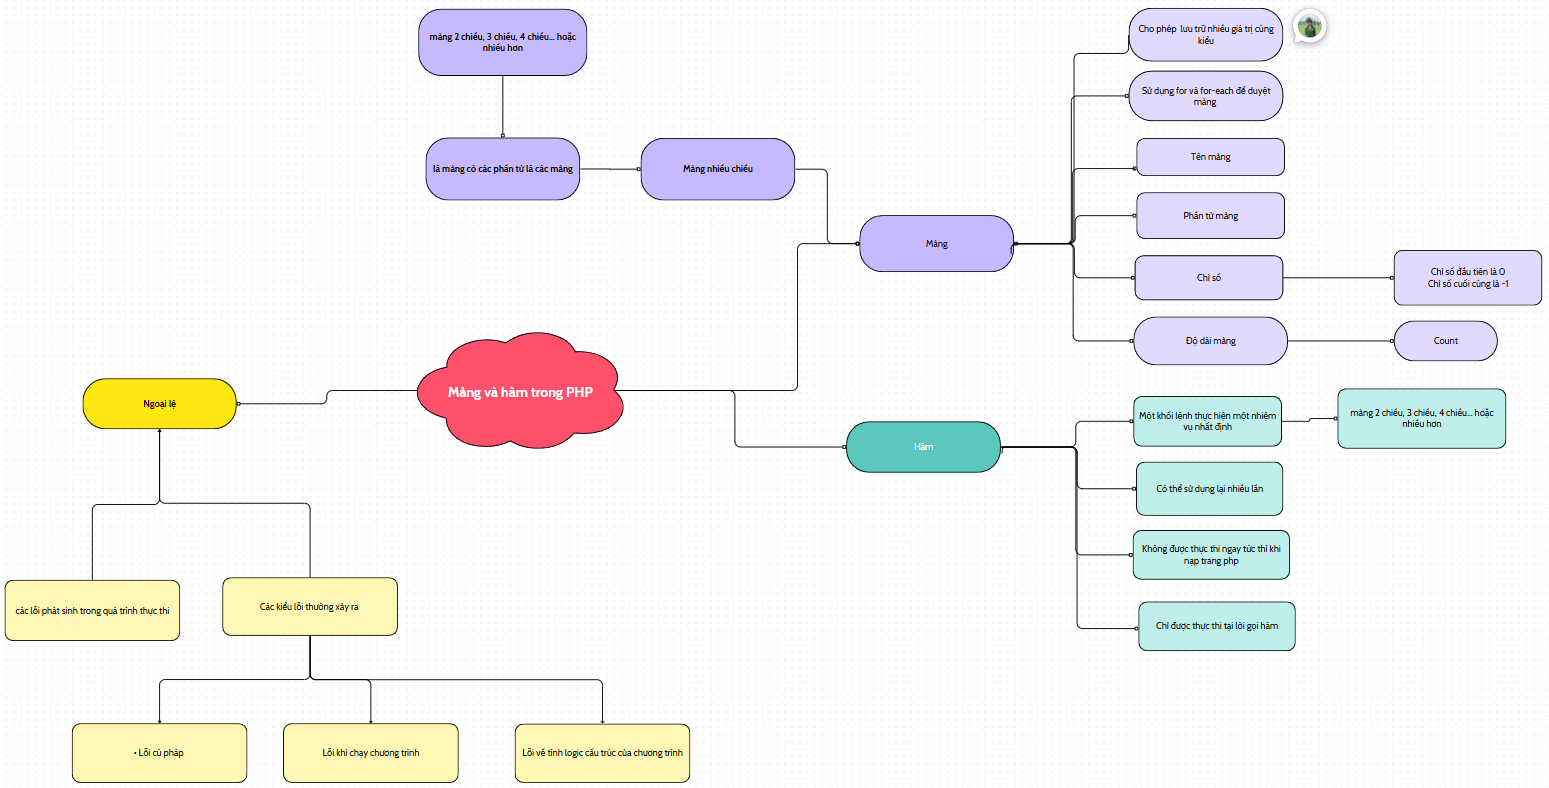 mảng 2 chiều, 3 chiều, 4 chiều... hoặc
nhiều hơn
là mảng có các phần tử là các mảng
Mảng nhiều chiều
Mảng
Cho phép lưu trữ nhiều giá trị cùng
kiểu
Sử dụng for và for-each để duyệt
mảng
Tên mảng
Phần tử mảng
Chỉ số
Chỉ số đầu tiên là 0
Chỉ số cuối cùng là -1
Độ dài mảng
Count
Mảng và hàm trong PHP
Ngoại lệ
Hàm
Một khối lệnh thực hiện một nhiệm
vụ nhất định
mảng 2 chiều, 3 chiều, 4 chiều... hoặc
nhiều hơn
Có thể sử dụng lại nhiều lần
Không được thực thi ngay tức thì khi
nạp trang php
Chỉ được thực thi tại lời gọi hàm
các lỗi phát sinh trong quá trình thực thi
Các kiểu lỗi thường xảy ra
• Lỗi cú pháp
Lỗi khi chạy chương trình
Lỗi về tính logic cấu trúc của chương trình